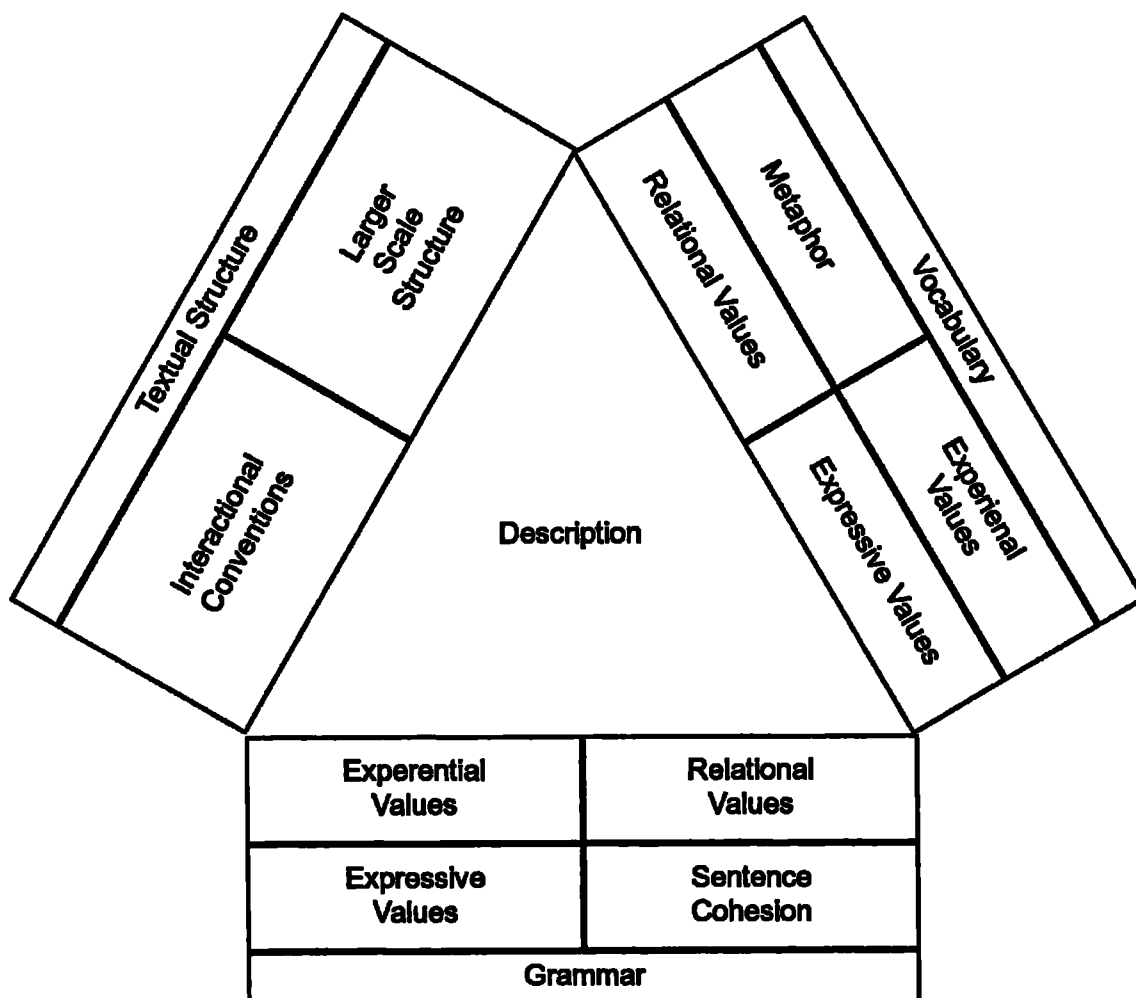 Textual Structure
Larger
Scale
Structure
Interactional
Conventions
Relational Values
Metaphor
Vocabulary
Expressive Values
Experienal
Values
Description
Experential
Values
Relational
Values
Expressive
Values
Sentence
Cohesion
Grammar